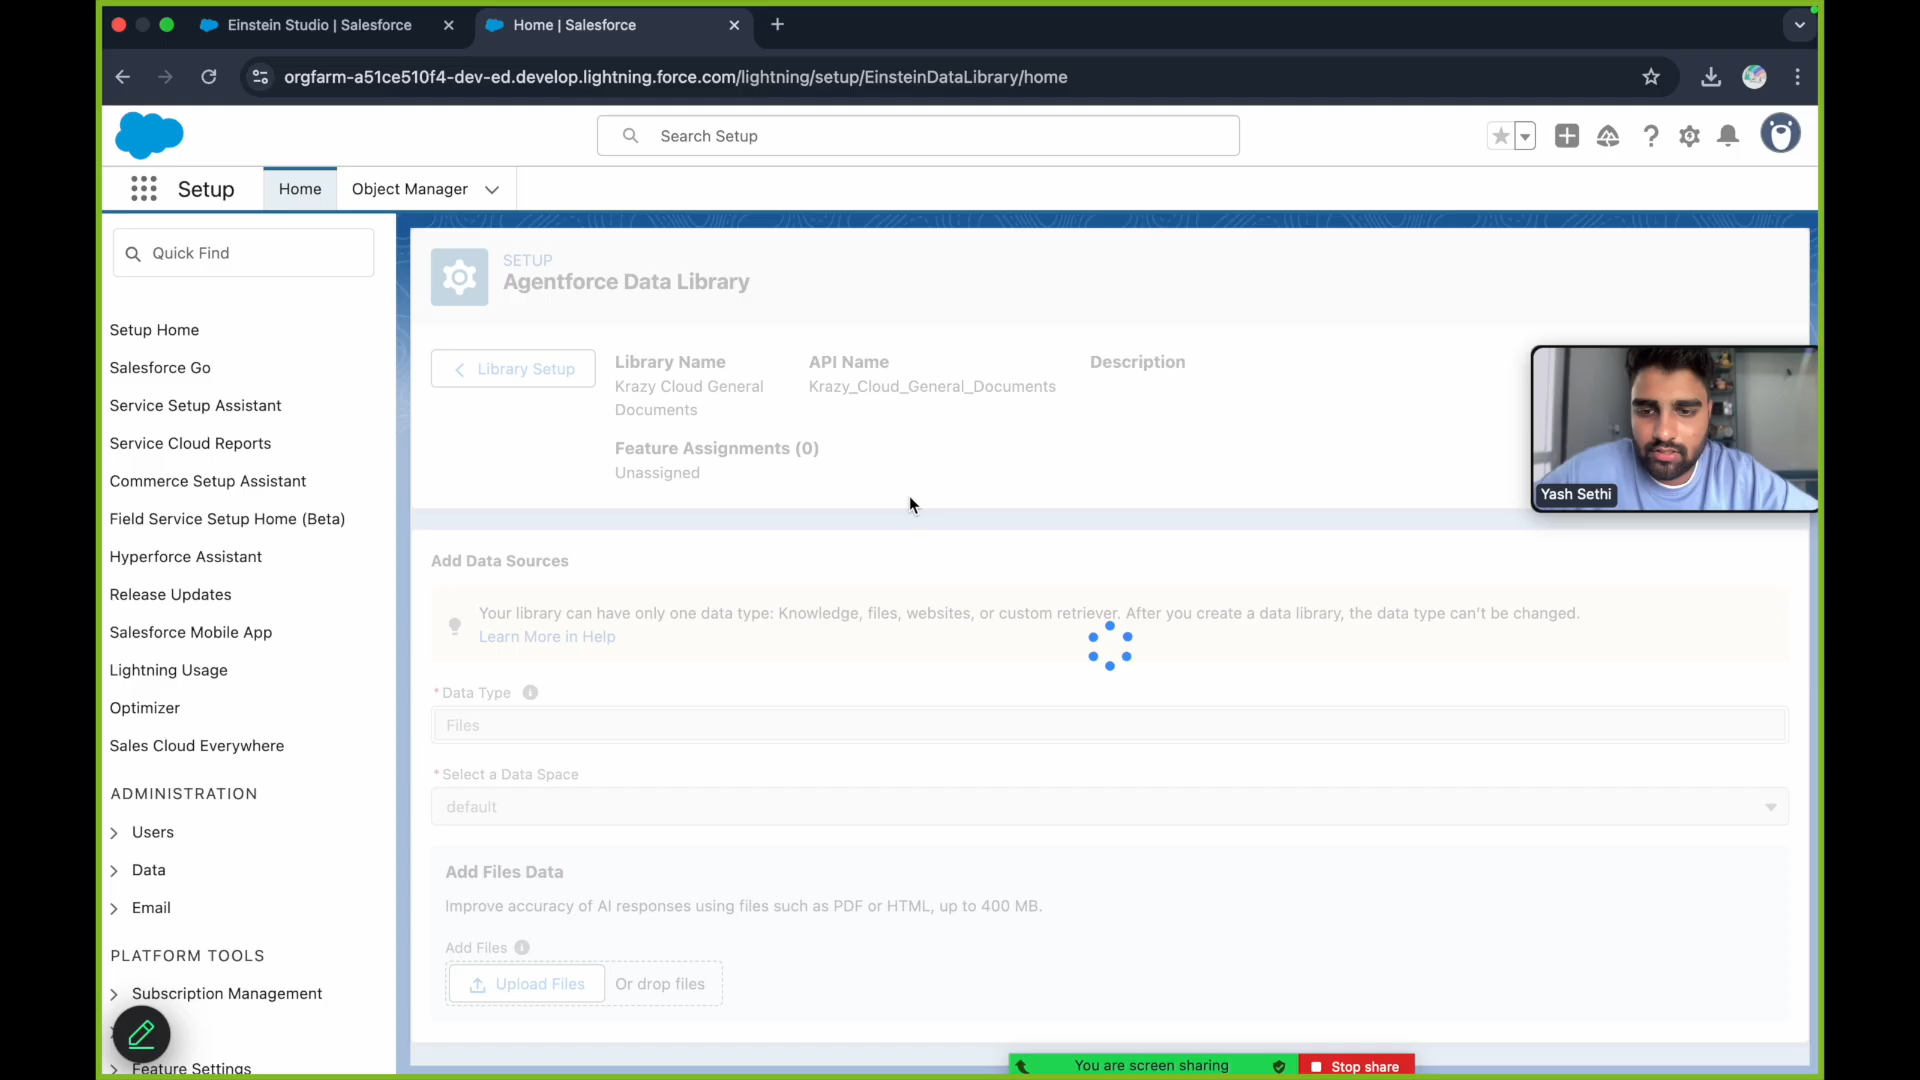 Einstein Studio | Salesforce
Home | Salesforce
orgfarm-a51ce510f4-dev-ed.develop.lightning.force.com/lightning/setup/EinsteinDataLibrary/home
Search Setup
Setup
Home
Object Manager
Quick Find
Setup Home
Salesforce Go
Service Setup Assistant
Service Cloud Reports
Commerce Setup Assistant
Field Service Setup Home (Beta)
Hyperforce Assistant
Release Updates
Salesforce Mobile App
Lightning Usage
Optimizer
Sales Cloud Everywhere
ADMINISTRATION
Users
Data
Email
PLATFORM TOOLS
Subscription Management
Feature Settings
SETUP
Agentforce Data Library
Library Setup
Library Name
Krazy Cloud General
Documents
API Name
Krazy_Cloud_General_Documents
Description
Feature Assignments (0)
Unassigned
Yash Sethi
Add Data Sources
Your library can have only one data type: Knowledge, files, websites, or custom retriever. After you create a data library, the data type can't be changed.
Learn More in Help
* Data Type
Files
* Select a Data Space
default
Add Files Data
Improve accuracy of AI responses using files such as PDF or HTML, up to 400 MB.
Add Files
Upload Files
Or drop files
You are screen sharing
Stop share